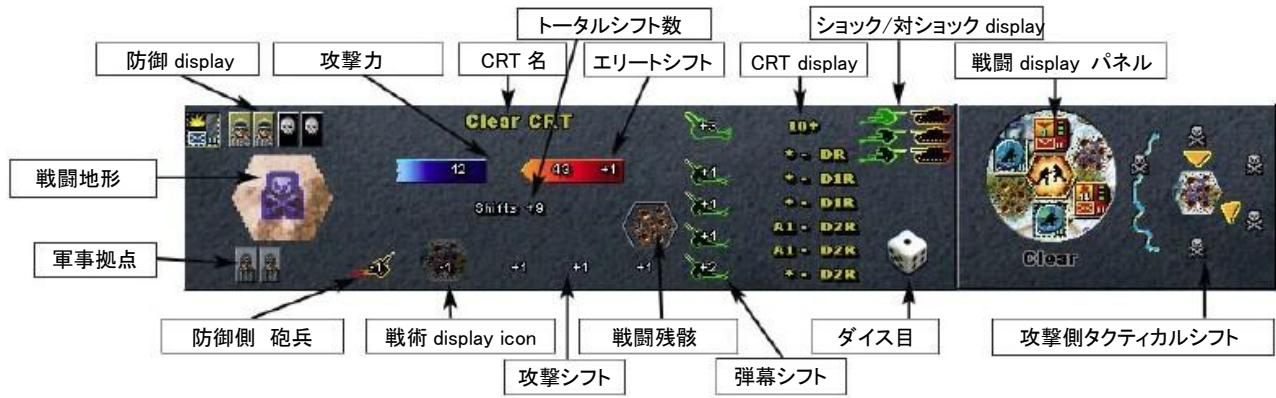 トータルシフト数
ショック/対ショック display
防御 display
攻撃力
CRT 名
エリートシフト
CRT display
戦闘 display パネル
Clear CRT
10+
12
43 +1
Shifts +9
* - DR
* - D1R
* - D1R
A1 - D2R
A1 - D2R
* - D2R
+1
+1
+1
+2
-1
-1
+1
+1
+1
Clear
戦闘地形
軍事拠点
防御側 砲兵
戦術 display icon
戦闘残骸
ダイス目
攻撃側タクティカルシフト
攻撃シフト
弾幕シフト